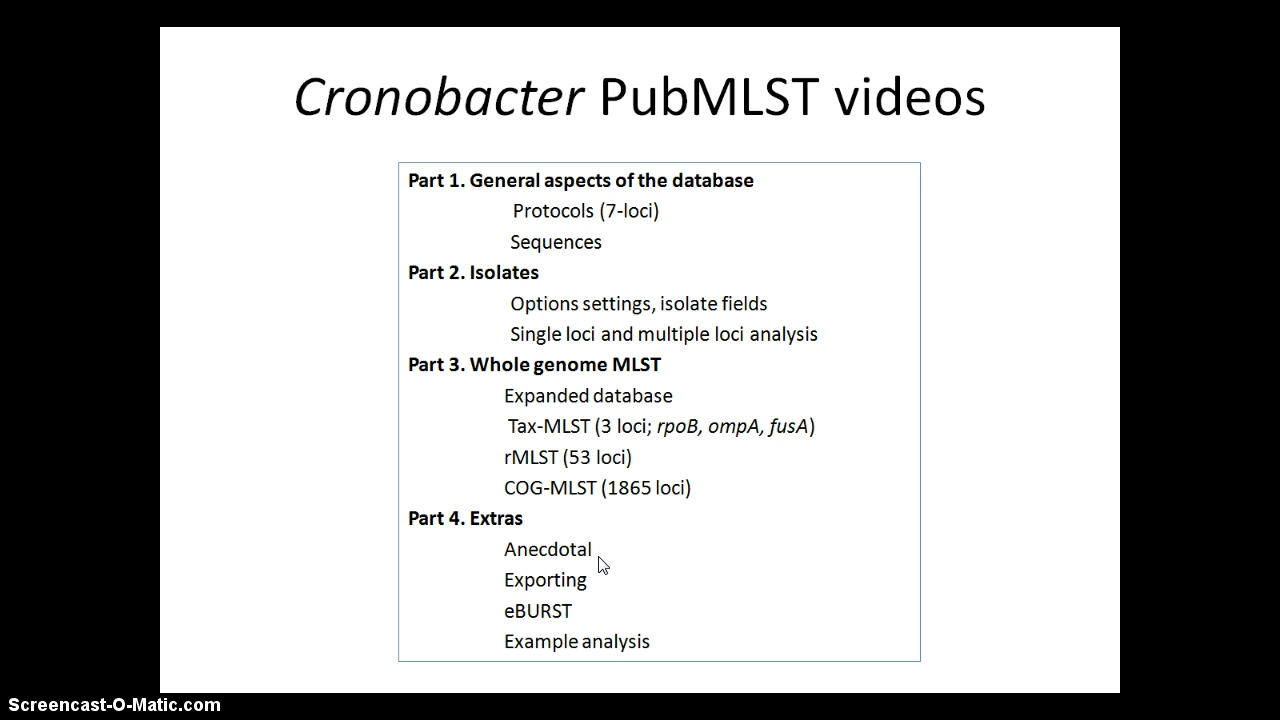 Cronobacter PubMLST videos
Part 1. General aspects of the database
Protocols (7-loci)
Sequences
Part 2. Isolates
Options settings, isolate fields
Single loci and multiple loci analysis
Part 3. Whole genome MLST
Expanded database
Tax-MLST (3 loci; rpoB, ompA, fusA)
rMLST (53 loci)
COG-MLST (1865 loci)
Part 4. Extras
Anecdotal
Exporting
eBURST
Example analysis
Screencast-O-Matic.com